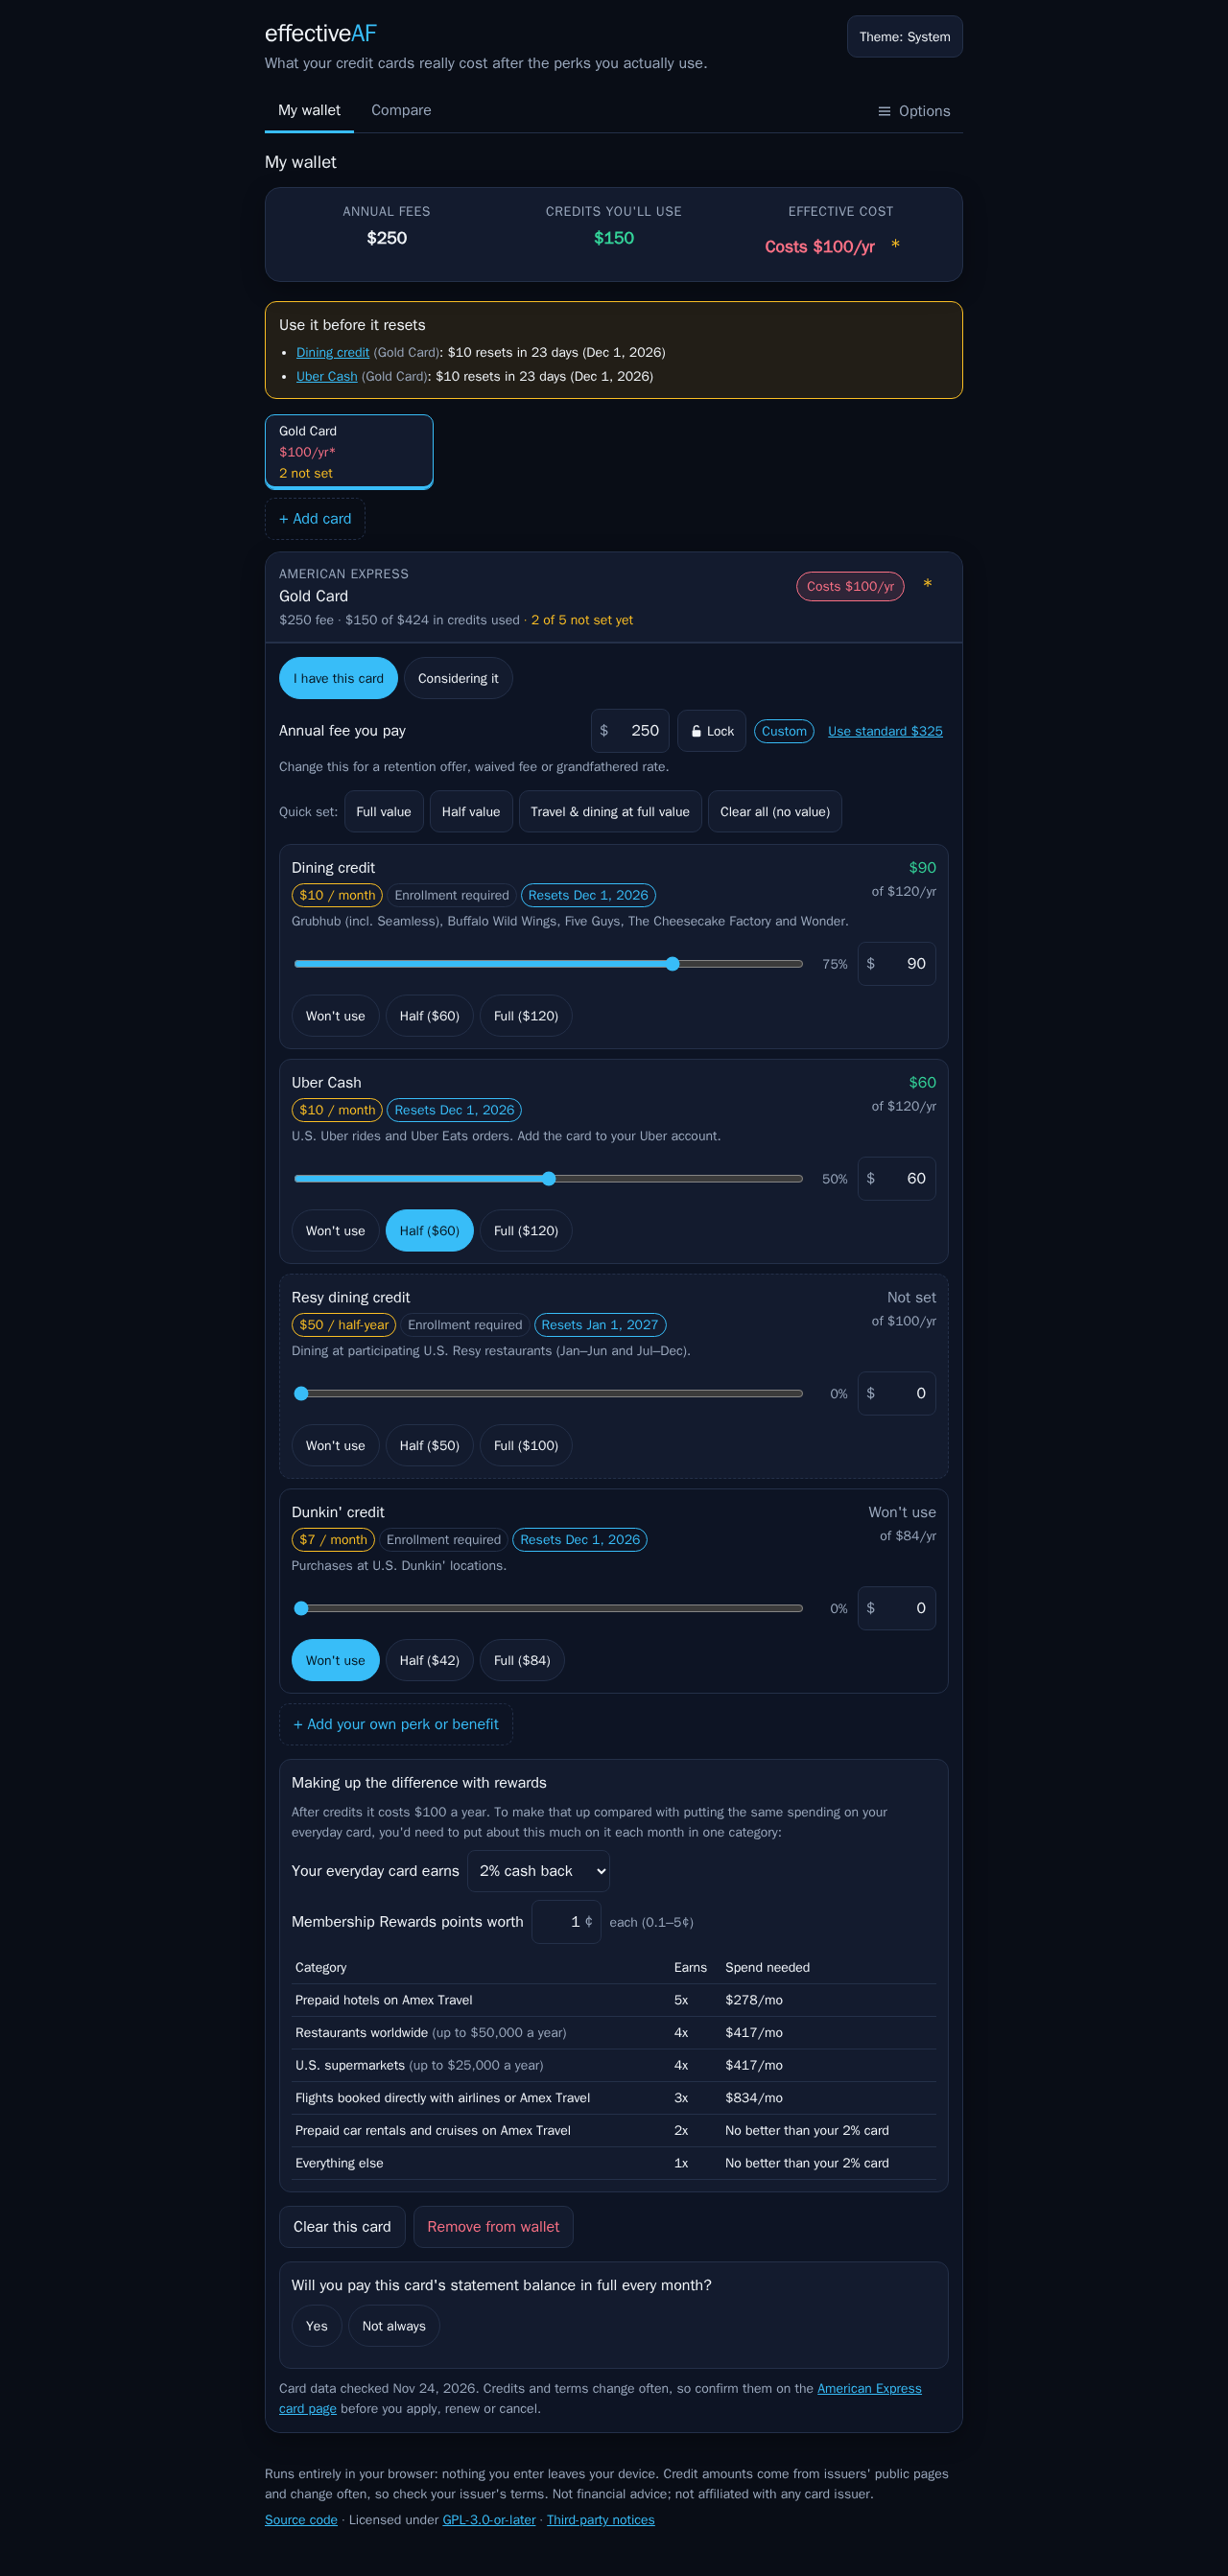 effectiveAF
Theme: System
What your credit cards really cost after the perks you actually use.
My wallet
Compare
Options
My wallet
ANNUAL FEES
CREDITS YOU'LL USE
EFFECTIVE COST
$250
$150
Costs $100/yr *
Use it before it resets
• Dining credit (Gold Card): $10 resets in 23 days (Dec 1, 2026)
• Uber Cash (Gold Card): $10 resets in 23 days (Dec 1, 2026)
Gold Card
$100/yr*
2 not set
+ Add card
AMERICAN EXPRESS
Gold Card
Costs $100/yr *
$250 fee · $150 of $424 in credits used · 2 of 5 not set yet
I have this card
Considering it
Annual fee you pay
$ 250
Lock
Custom
Use standard $325
Change this for a retention offer, waived fee or grandfathered rate.
Quick set:
Full value
Half value
Travel & dining at full value
Clear all (no value)
Dining credit
$90
$10 / month
Enrollment required
Resets Dec 1, 2026
of $120/yr
Grubhub (incl. Seamless), Buffalo Wild Wings, Five Guys, The Cheesecake Factory and Wonder.
75%
$ 90
Won't use
Half ($60)
Full ($120)
Uber Cash
$60
$10 / month
Resets Dec 1, 2026
of $120/yr
U.S. Uber rides and Uber Eats orders. Add the card to your Uber account.
50%
$ 60
Won't use
Half ($60)
Full ($120)
Resy dining credit
Not set
$50 / half-year
Enrollment required
Resets Jan 1, 2027
of $100/yr
Dining at participating U.S. Resy restaurants (Jan–Jun and Jul–Dec).
0%
$ 0
Won't use
Half ($50)
Full ($100)
Dunkin' credit
Won't use
$7 / month
Enrollment required
Resets Dec 1, 2026
of $84/yr
Purchases at U.S. Dunkin' locations.
0%
$ 0
Won't use
Half ($42)
Full ($84)
+ Add your own perk or benefit
Making up the difference with rewards
After credits it costs $100 a year. To make that up compared with putting the same spending on your
everyday card, you'd need to put about this much on it each month in one category:
Your everyday card earns
2% cash back
Membership Rewards points worth
1 ¢
each (0.1–5¢)
Category
Earns
Spend needed
Prepaid hotels on Amex Travel
5x
$278/mo
Restaurants worldwide (up to $50,000 a year)
4x
$417/mo
U.S. supermarkets (up to $25,000 a year)
4x
$417/mo
Flights booked directly with airlines or Amex Travel
3x
$834/mo
Prepaid car rentals and cruises on Amex Travel
2x
No better than your 2% card
Everything else
1x
No better than your 2% card
Clear this card
Remove from wallet
Will you pay this card's statement balance in full every month?
Yes
Not always
Card data checked Nov 24, 2026. Credits and terms change often, so confirm them on the American Express
card page before you apply, renew or cancel.
Runs entirely in your browser: nothing you enter leaves your device. Credit amounts come from issuers' public pages
and change often, so check your issuer's terms. Not financial advice; not affiliated with any card issuer.
Source code · Licensed under GPL-3.0-or-later · Third-party notices